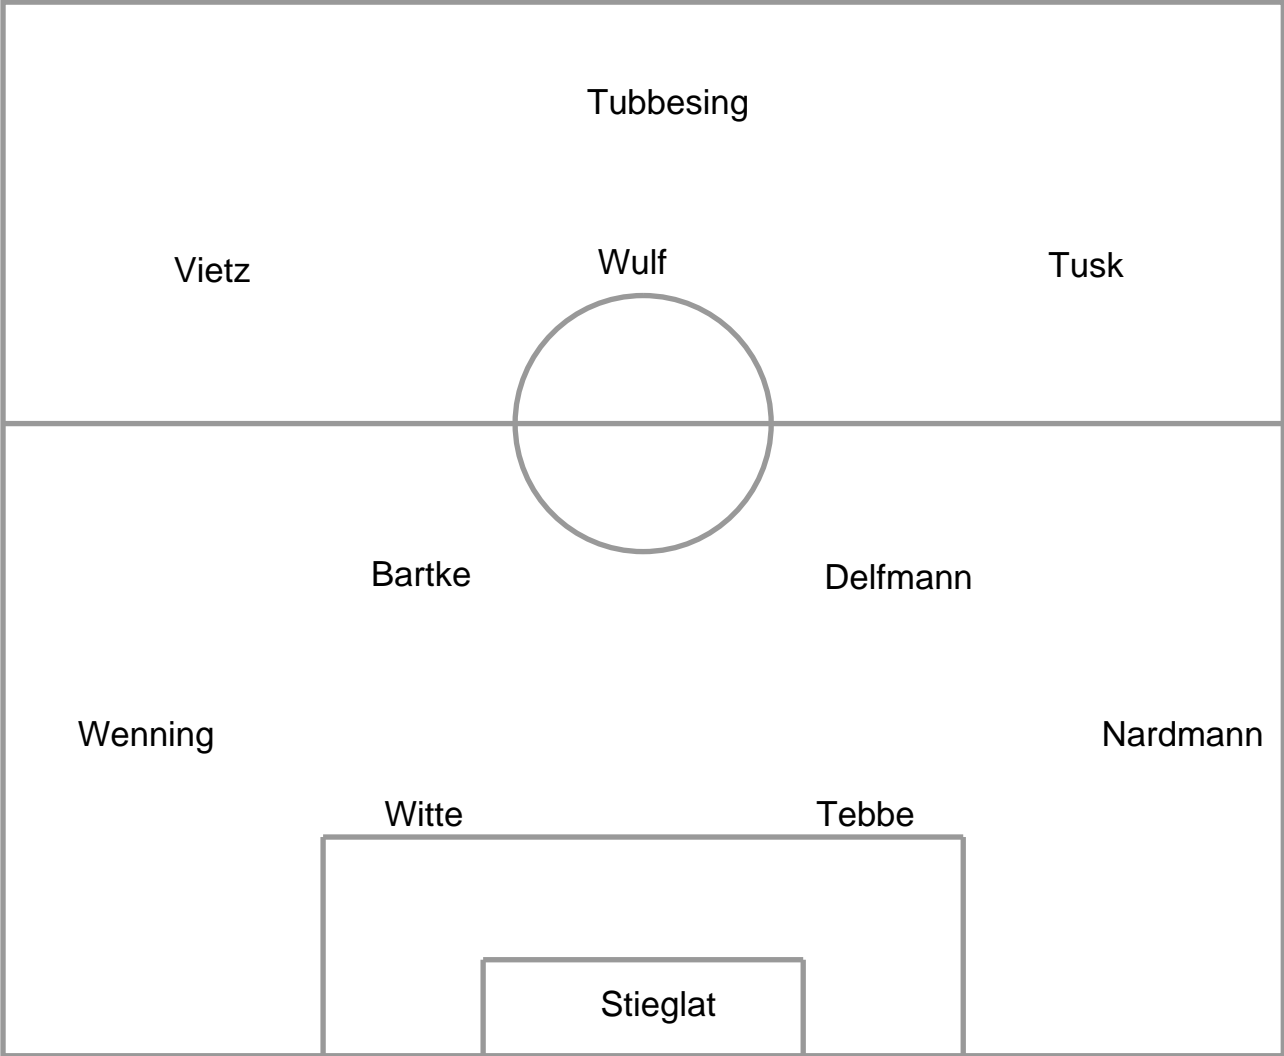 Tubbesing
Vietz
Wulf
Tusk
Bartke
Delfmann
Wenning
Nardmann
Witte
Tebbe
Stieglat